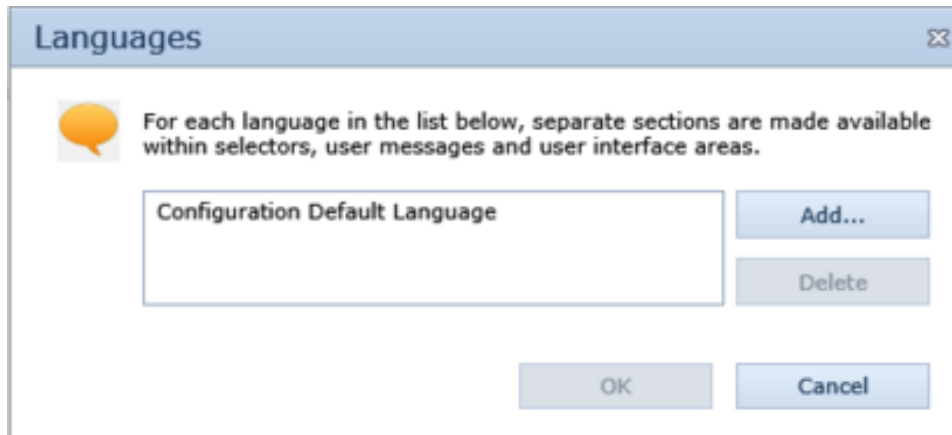 Languages
For each language in the list below, separate sections are made available
within selectors, user messages and user interface areas.
Configuration Default Language
Add...
Delete
OK
Cancel